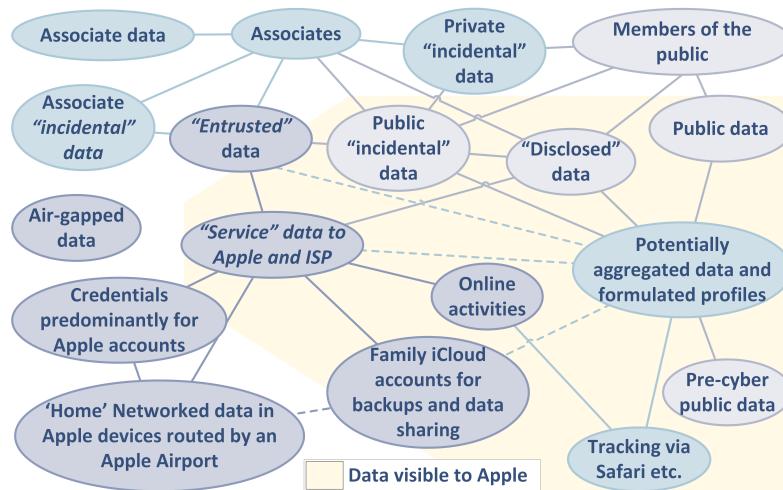 Associate data
Associates
Private
“incidental”
data
Members of the
public
Associate
“incidental”
data
“Entrusted”
data
Public
“incidental”
data
“Disclosed”
data
Public data
Air-gapped
data
“Service” data to
Apple and ISP
Potentially
aggregated data and
formulated profiles
Credentials
predominantly for
Apple accounts
Online
activities
Family iCloud
accounts for
backups and data
sharing
Pre-cyber
public data
‘Home’ Networked data in
Apple devices routed by an
Apple Airport
Tracking via
Safari etc.
Data visible to Apple